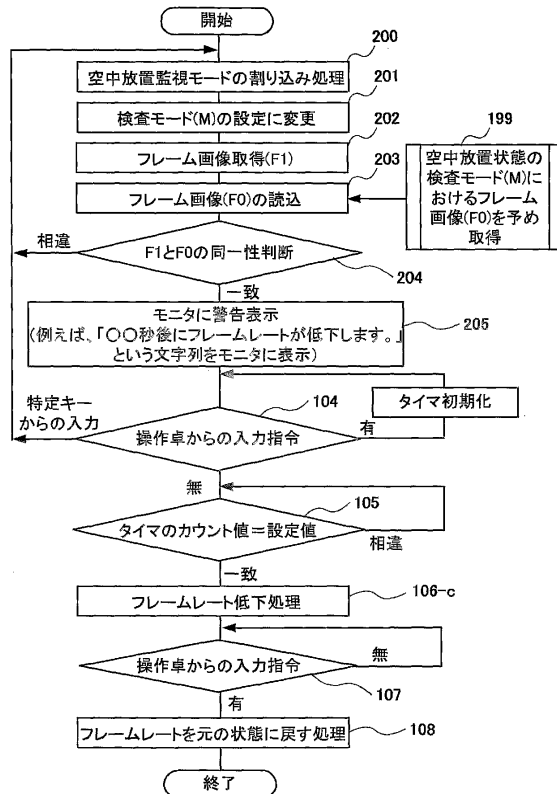 開始
200
空中放置監視モードの割り込み処理
201
検査モード(M)の設定に変更
202
フレーム画像取得(F1)
203
フレーム画像(F0)の読込
199
空中放置状態の
検査モード(M)に
おけるフレーム
画像(F0)を予め
取得
相違
F1とF0の同一性判断
204
一致
モニタに警告表示
(例えば、「〇〇秒後にフレームレートが低下します。」
という文字列をモニタに表示)
205
特定キー
からの入力
104
タイマ初期化
操作卓からの入力指令
有
無
105
タイマのカウント値=設定値
相違
一致
106-c
フレームレート低下処理
操作卓からの入力指令
無
107
有
フレームレートを元の状態に戻す処理
108
終了